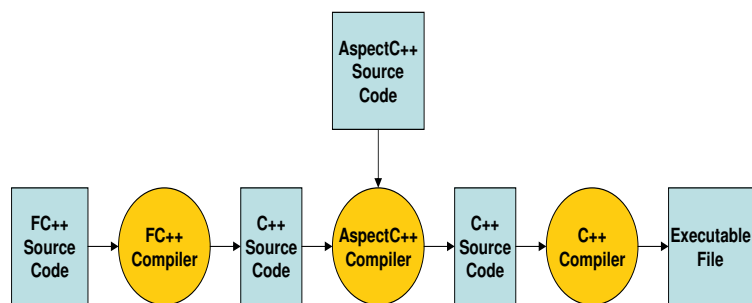 AspectC++
Source
Code
FC++
Source
Code
FC++
Compiler
C++
Source
Code
AspectC++
Compiler
C++
Source
Code
C++
Compiler
Executable
File